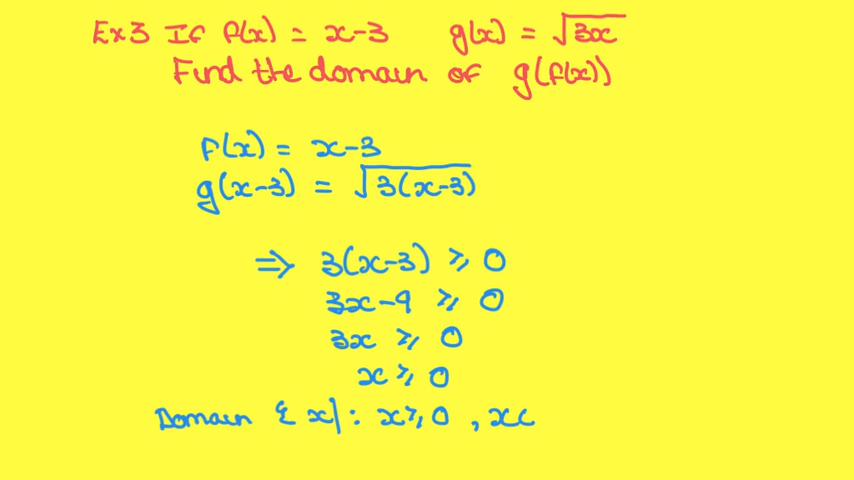 Ex3 If f(x) = x-3 g(x) = √3x
Find the domain of g(f(x))
f(x) = x-3
g(x-3) = √3(x-3)
⇒ 3(x-3) ⩾ 0
3x-9 ⩾ 0
3x ⩾ 0
x ⩾ 0
Domain { x|: x⩾0 , xc